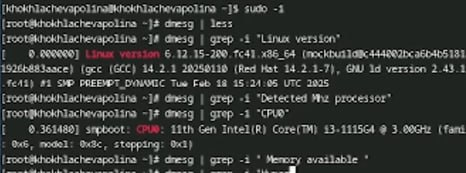 [khokhlachevapolina@khokhlachevapolina ~]$ sudo -i
[root@khokhlachevapolina ~]# dmesg | less
[root@khokhlachevapolina ~]# dmesg | grep -i "Linux version"
[    0.000000] Linux version 6.12.15-200.fc41.x86_64 (mockbuild@c444002bca6b4b5181
1926b883aace) (gcc (GCC) 14.2.1 20250110 (Red Hat 14.2.1-7), GNU ld version 2.43.1
.fc41) #1 SMP PREEMPT_DYNAMIC Tue Feb 18 15:24:05 UTC 2025
[root@khokhlachevapolina ~]# dmesg | grep -i "Detected Mhz processor"
[root@khokhlachevapolina ~]# dmesg | grep -i "CPU0"
[    0.361480] smpboot: CPU0: 11th Gen Intel(R) Core(TM) i3-1115G4 @ 3.00GHz (fami
: 0x6, model: 0x8c, stepping: 0x1)
[root@khokhlachevapolina ~]# dmesg | grep -i " Memory available "
[root@khokhlachevapolina ~]# dmesg | grep -i